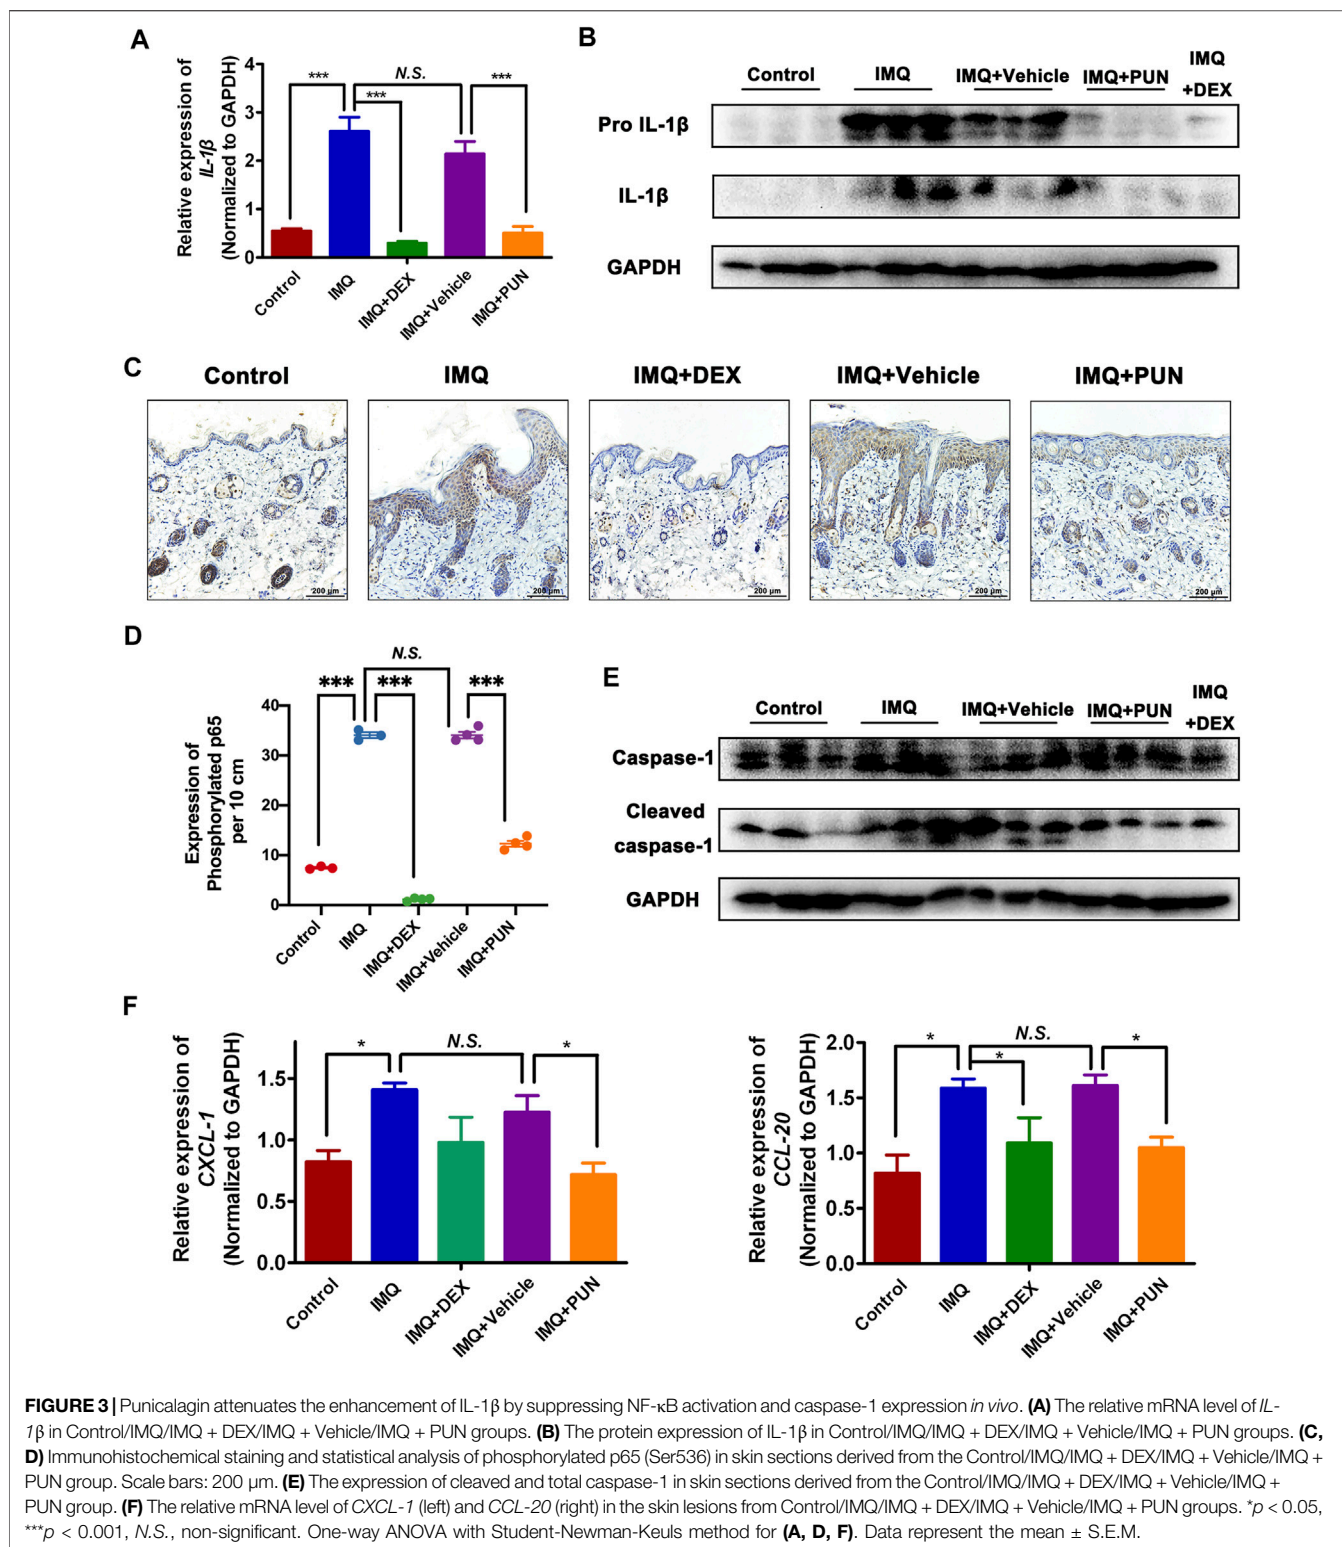 A
Relative expression of
IL-1β
(Normalized to GAPDH)
4
3
2
1
0
***
***
N.S.
***
Control
IMQ
IMQ+DEX
IMQ+Vehicle
IMQ+PUN
B
Control
IMQ
IMQ+Vehicle
IMQ+PUN
IMQ
+DEX
Pro IL-1β
IL-1β
GAPDH
C
Control
IMQ
IMQ+DEX
IMQ+Vehicle
IMQ+PUN
200 μm
200 μm
200 μm
200 μm
200 μm
D
Expression of
Phosphorylated p65
per 10 cm
40
30
20
10
0
***
***
N.S.
***
Control
IMQ
IMQ+DEX
IMQ+Vehicle
IMQ+PUN
E
Control
IMQ
IMQ+Vehicle
IMQ+PUN
IMQ
+DEX
Caspase-1
Cleaved
caspase-1
GAPDH
F
Relative expression of
CXCL-1
(Normalized to GAPDH)
1.5
1.0
0.5
0.0
*
N.S.
*
Control
IMQ
IMQ+DEX
IMQ+Vehicle
IMQ+PUN
Relative expression of
CCL-20
(Normalized to GAPDH)
2.0
1.5
1.0
0.5
0.0
*
*
N.S.
*
Control
IMQ
IMQ+DEX
IMQ+Vehicle
IMQ+PUN
FIGURE 3 | Punicalagin attenuates the enhancement of IL-1β by suppressing NF-κB activation and caspase-1 expression in vivo. (A) The relative mRNA level of IL-
1β in Control/IMQ/IMQ + DEX/IMQ + Vehicle/IMQ + PUN groups. (B) The protein expression of IL-1β in Control/IMQ/IMQ + DEX/IMQ + Vehicle/IMQ + PUN groups. (C,
D) Immunohistochemical staining and statistical analysis of phosphorylated p65 (Ser536) in skin sections derived from the Control/IMQ/IMQ + DEX/IMQ + Vehicle/IMQ +
PUN group. Scale bars: 200 μm. (E) The expression of cleaved and total caspase-1 in skin sections derived from the Control/IMQ/IMQ + DEX/IMQ + Vehicle/IMQ +
PUN group. (F) The relative mRNA level of CXCL-1 (left) and CCL-20 (right) in the skin lesions from Control/IMQ/IMQ + DEX/IMQ + Vehicle/IMQ + PUN groups. *p < 0.05,
***p < 0.001, N.S., non-significant. One-way ANOVA with Student-Newman-Keuls method for (A, D, F). Data represent the mean ± S.E.M.